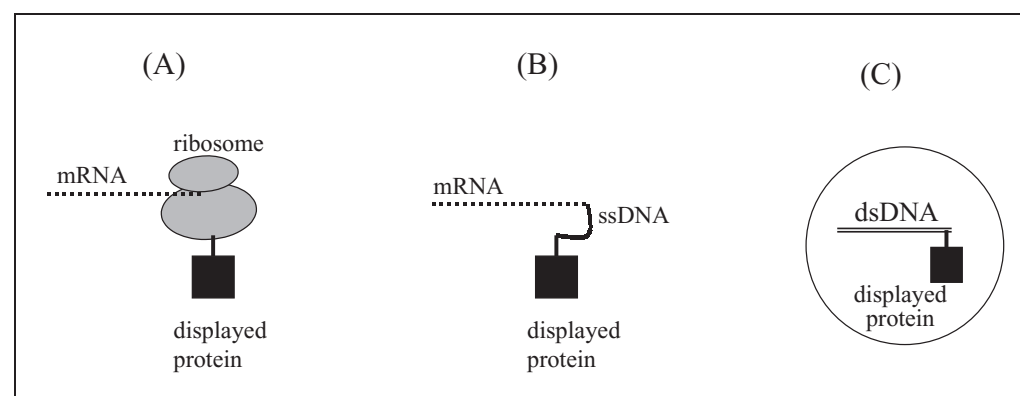 (A)
ribosome
mRNA
displayed
protein
(B)
mRNA
ssDNA
displayed
protein
(C)
dsDNA
displayed
protein